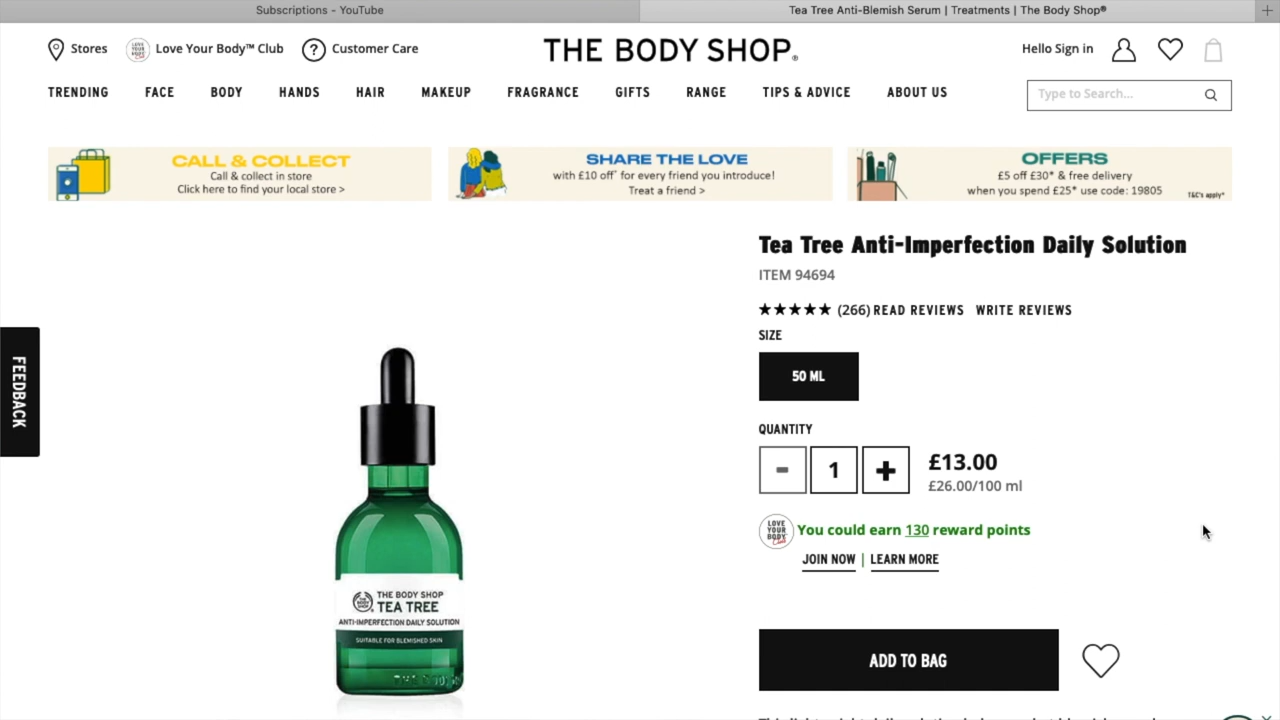 Subscriptions - YouTube
Tea Tree Anti-Blemish Serum | Treatments | The Body Shop®
Stores
Love Your Body™ Club
? Customer Care
THE BODY SHOP®
Hello Sign in
TRENDING FACE BODY HANDS HAIR MAKEUP FRAGRANCE GIFTS RANGE TIPS & ADVICE ABOUT US
Type to Search...
CALL & COLLECT
Call & collect in store
Click here to find your local store >
SHARE THE LOVE
with £10 off* for every friend you introduce!
Treat a friend >
OFFERS
£5 off £30* & free delivery
when you spend £25* use code: 19805
T&C's apply*
Tea Tree Anti-Imperfection Daily Solution
ITEM 94694
★★★★★ (266) READ REVIEWS WRITE REVIEWS
SIZE
50 ML
QUANTITY
- 1 +
£13.00
£26.00/100 ml
LOVE YOUR BODY Club
You could earn 130 reward points
JOIN NOW | LEARN MORE
ADD TO BAG
FEEDBACK
THE BODY SHOP
TEA TREE
ANTI-IMPERFECTION DAILY SOLUTION
SUITABLE FOR BLEMISHED SKIN